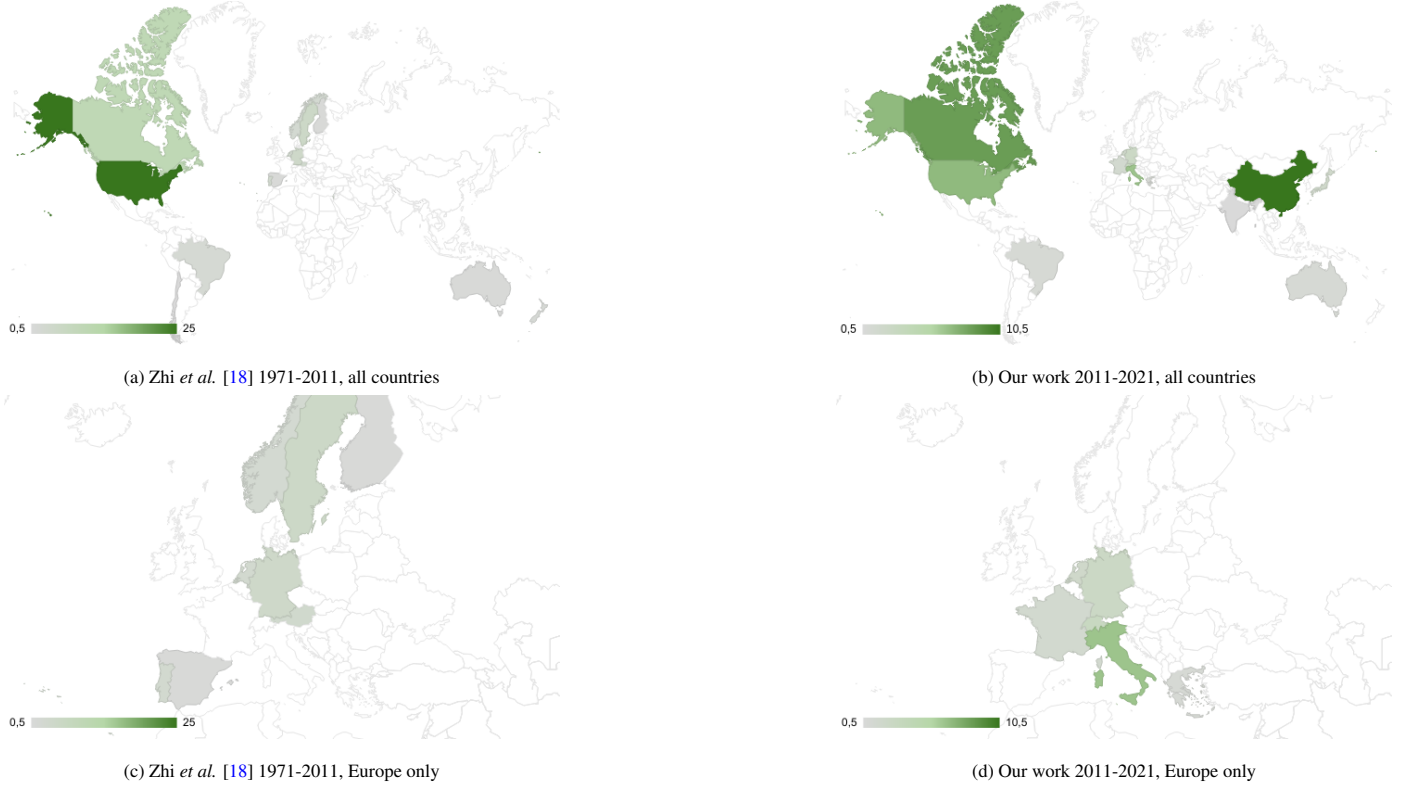 0,5 25
0,5 10,5
(a) Zhi et al. [18] 1971-2011, all countries
(b) Our work 2011-2021, all countries
0,5 25
0,5 10,5
(c) Zhi et al. [18] 1971-2011, Europe only
(d) Our work 2011-2021, Europe only